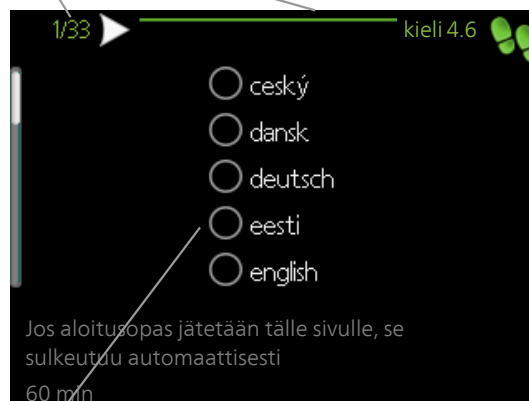 1/33 kieli 4.6
ceský
dansk
deutsch
eesti
english
Jos aloitusopas jätetään tälle sivulle, se
sulkeutuu automaattisesti
60 min